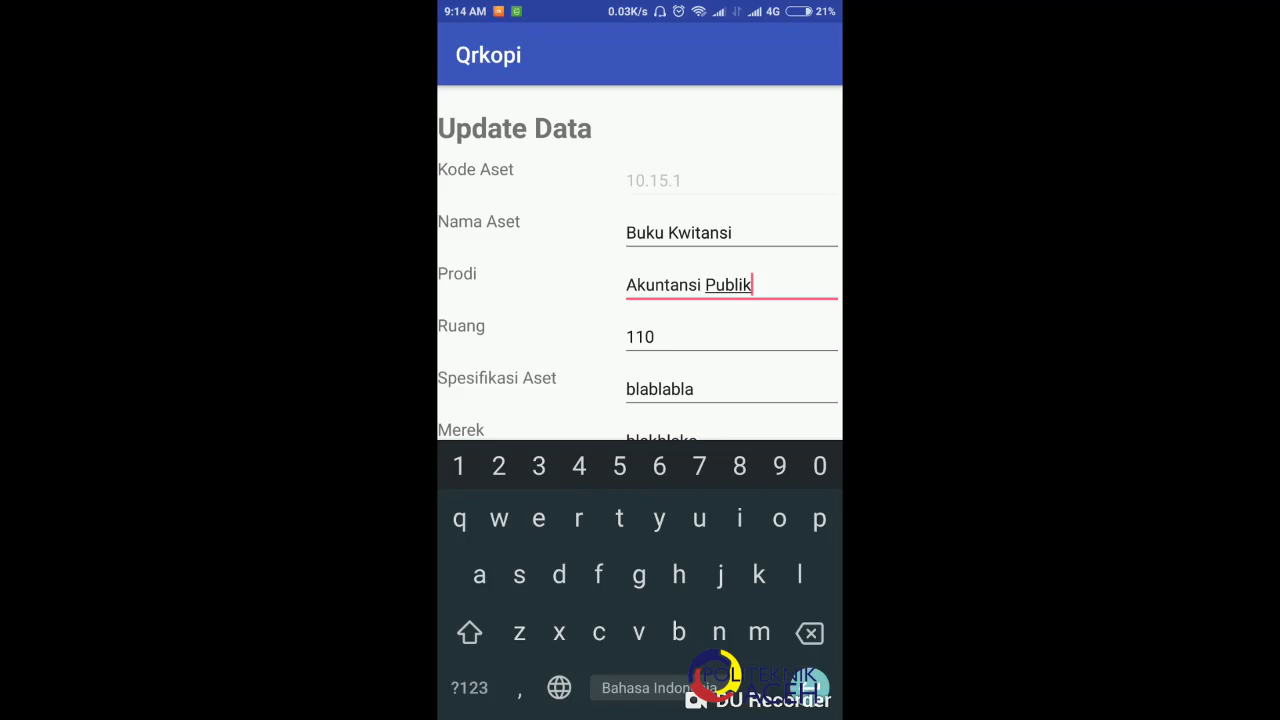 9:14 AM 0.03K/s 4G 21%
Qrkopi
Update Data
Kode Aset 10.15.1
Nama Aset Buku Kwitansi
Prodi Akuntansi Publik
Ruang 110
Spesifikasi Aset blablabla
Merek
1 2 3 4 5 6 7 8 9 0
q w e r t y u i o p
a s d f g h j k l
z x c v b n m
?123 , Bahasa Indonesia
POLITEKNIK
ACEH
DU Recorder